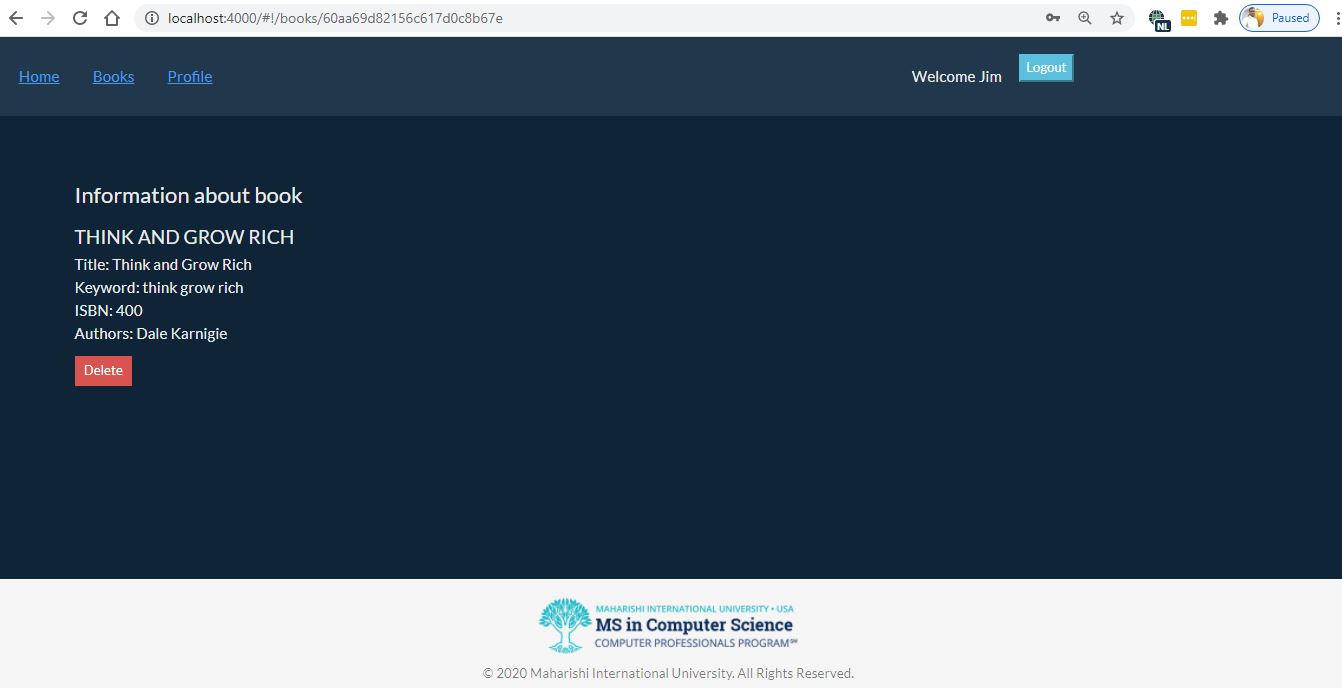 localhost:4000/#!/books/60aa69d82156c617d0c8b67e
NL
Paused
Home Books Profile Welcome Jim Logout
Information about book
THINK AND GROW RICH
Title: Think and Grow Rich
Keyword: think grow rich
ISBN: 400
Authors: Dale Karnigie
Delete
MAHARISHI INTERNATIONAL UNIVERSITY • USA
MS in Computer Science
COMPUTER PROFESSIONALS PROGRAM℠
© 2020 Maharishi International University. All Rights Reserved.